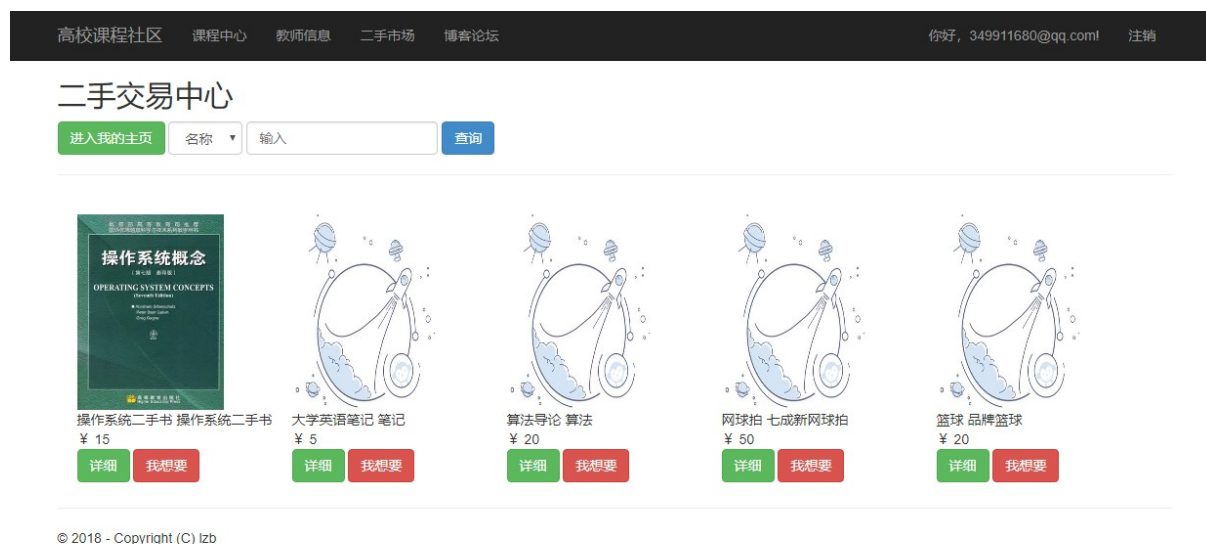 高校课程社区 课程中心 教师信息 二手市场 博客论坛 你好，349911680@qq.com! 注销
二手交易中心
进入我的主页 名称 输入 查询
操作系统概念
OPERATING SYSTEM CONCEPTS
(Seventh Edition)
操作系统二手书 操作系统二手书 大学英语笔记 笔记 算法导论 算法 网球拍 七成新网球拍 篮球 品牌篮球
¥ 15 ¥ 5 ¥ 20 ¥ 50 ¥ 20
详细 我想要 详细 我想要 详细 我想要 详细 我想要 详细 我想要
© 2018 - Copyright (C) lzb